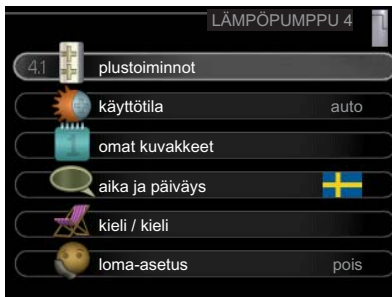 LÄMPÖPUMPPU 4
4.1 plustoiminnot
käyttötila auto
omat kuvakkeet
aika ja päiväys
kieli / kieli
loma-asetus pois